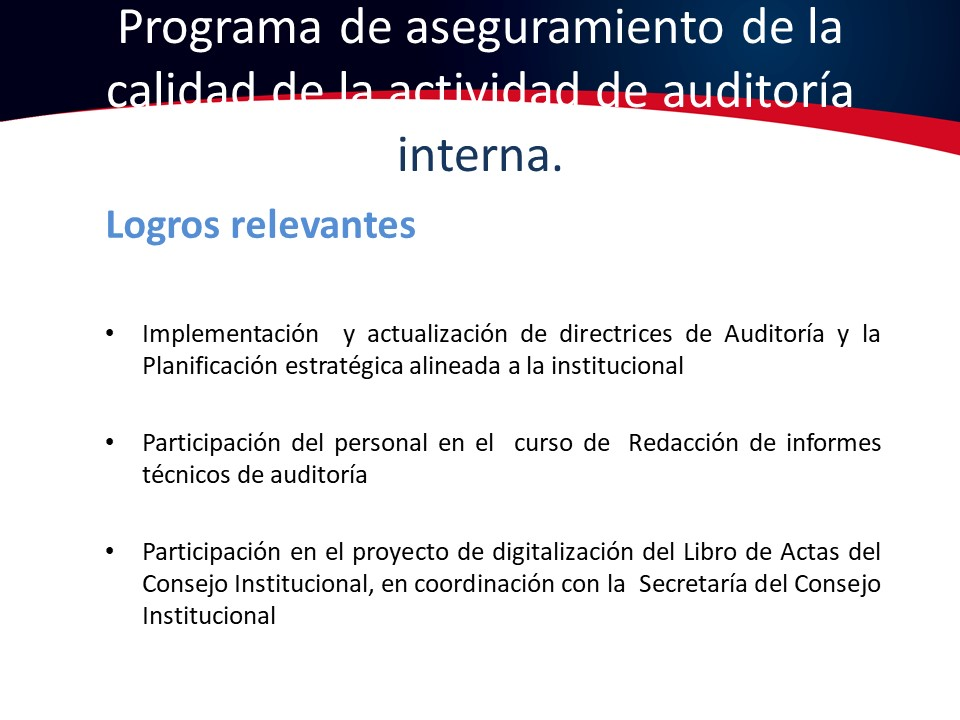 Programa de aseguramiento de la
calidad de la actividad de auditoría
interna.
Logros relevantes
• Implementación y actualización de directrices de Auditoría y la
Planificación estratégica alineada a la institucional
• Participación del personal en el curso de Redacción de informes
técnicos de auditoría
• Participación en el proyecto de digitalización del Libro de Actas del
Consejo Institucional, en coordinación con la Secretaría del Consejo
Institucional